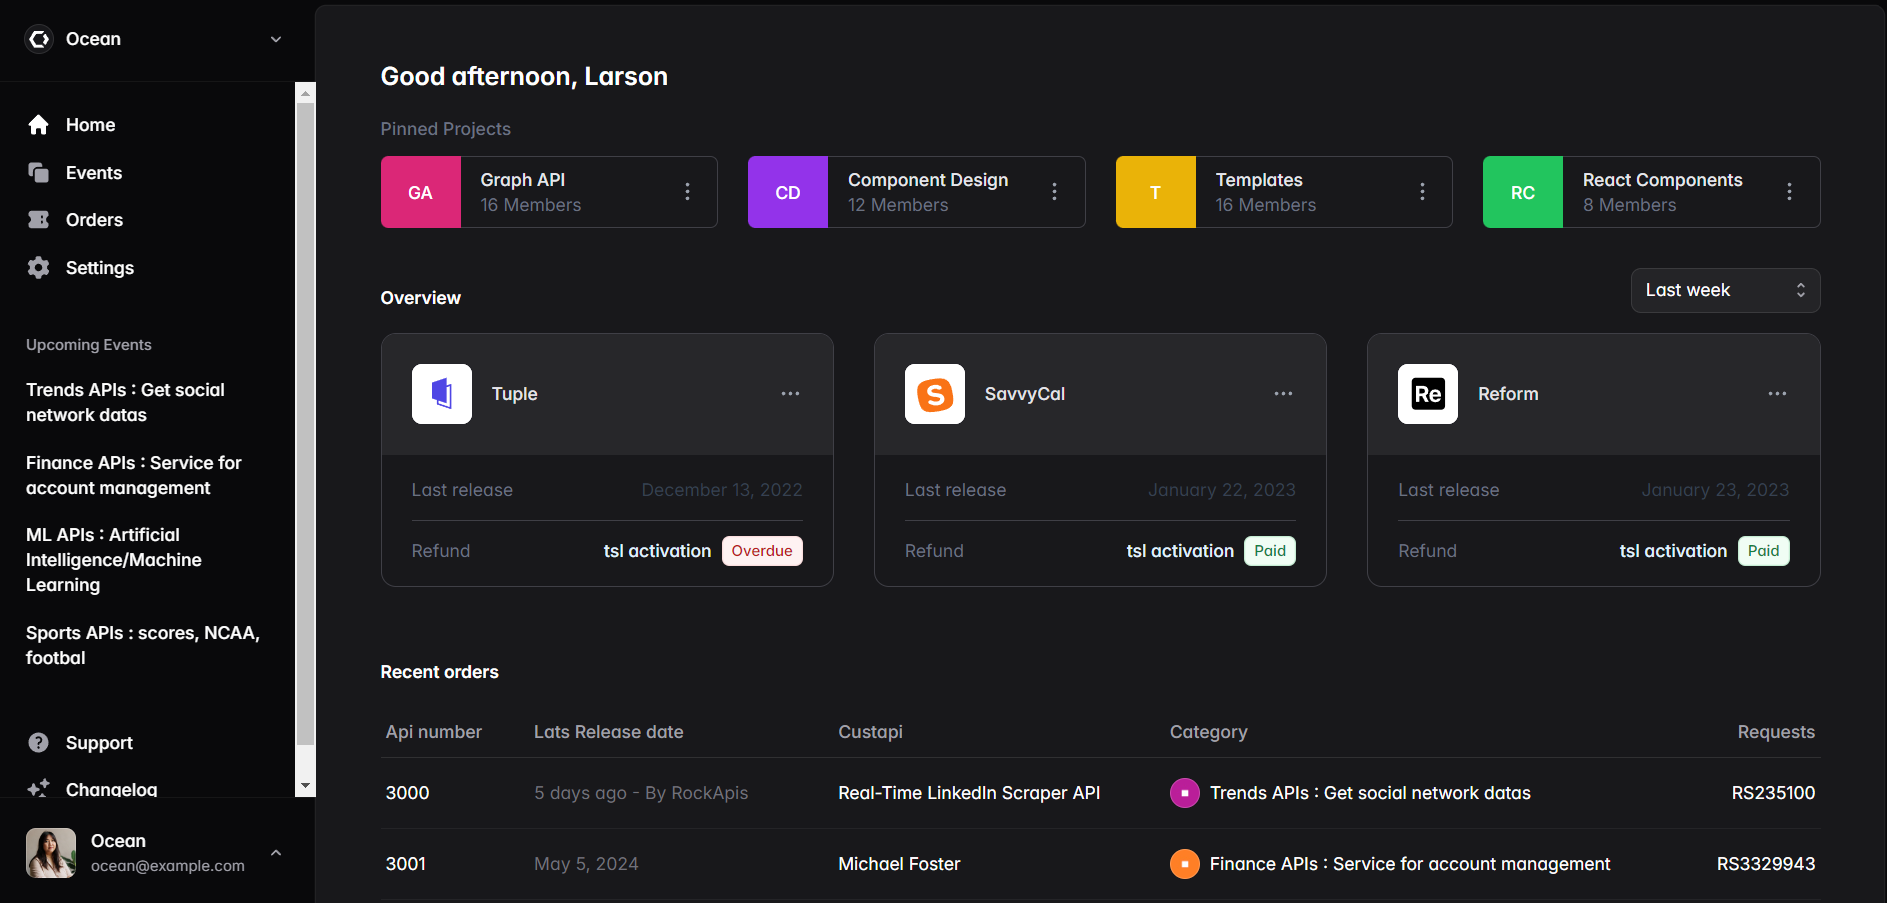 Ocean
Home
Events
Orders
Settings
Upcoming Events
Trends APIs : Get social
network datas
Finance APIs : Service for
account management
ML APIs : Artificial
Intelligence/Machine
Learning
Sports APIs : scores, NCAA,
footbal
Support
Changelog
Ocean
ocean@example.com
Good afternoon, Larson
Pinned Projects
GA
Graph API
16 Members
CD
Component Design
12 Members
T
Templates
16 Members
RC
React Components
8 Members
Overview
Last week
Tuple
Last release December 13, 2022
Refund tsl activation Overdue
S
SavvyCal
Last release January 22, 2023
Refund tsl activation Paid
Re
Reform
Last release January 23, 2023
Refund tsl activation Paid
Recent orders
Api number Lats Release date Custapi Category Requests
3000 5 days ago - By RockApis Real-Time LinkedIn Scraper API Trends APIs : Get social network datas RS235100
3001 May 5, 2024 Michael Foster Finance APIs : Service for account management RS3329943